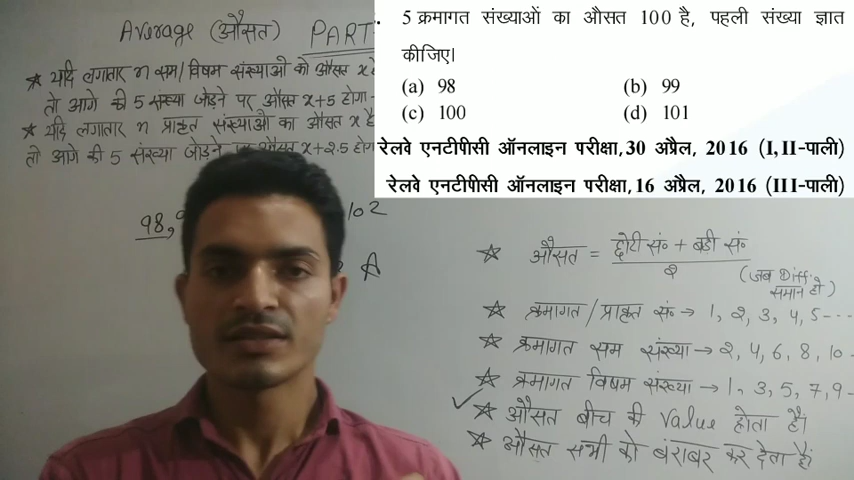 Average (औसत) PART
★ यदि लगातार n सम/विषम संख्याओं को औसत x है
तो आगे की 5 संख्या जोड़ने पर औसत x+5 होगा
★ यदि लगातार n प्राकृत संख्याओं का औसत x है
तो आगे की 5 संख्या जोड़ने औसत x+2.5 होगा
5 क्रमागत संख्याओं का औसत 100 है, पहली संख्या ज्ञात
कीजिए।
(a) 98 (b) 99
(c) 100 (d) 101
रेलवे एनटीपीसी ऑनलाइन परीक्षा,30 अप्रैल, 2016 (I,II-पाली)
रेलवे एनटीपीसी ऑनलाइन परीक्षा,16 अप्रैल, 2016 (III-पाली)
98, 102
A
★ औसत = छोटी सं० + बड़ी सं०
२
(जब Diff. समान हो)
★ क्रमागत/प्राकृत सं० → 1, 2, 3, 4, 5---
★ क्रमागत सम संख्या → 2, 4, 6, 8, 10-
★ क्रमागत विषम संख्या → 1, 3, 5, 7, 9-
★ औसत बीच की value होता है।
★ औसत सभी को बराबर कर देता है।